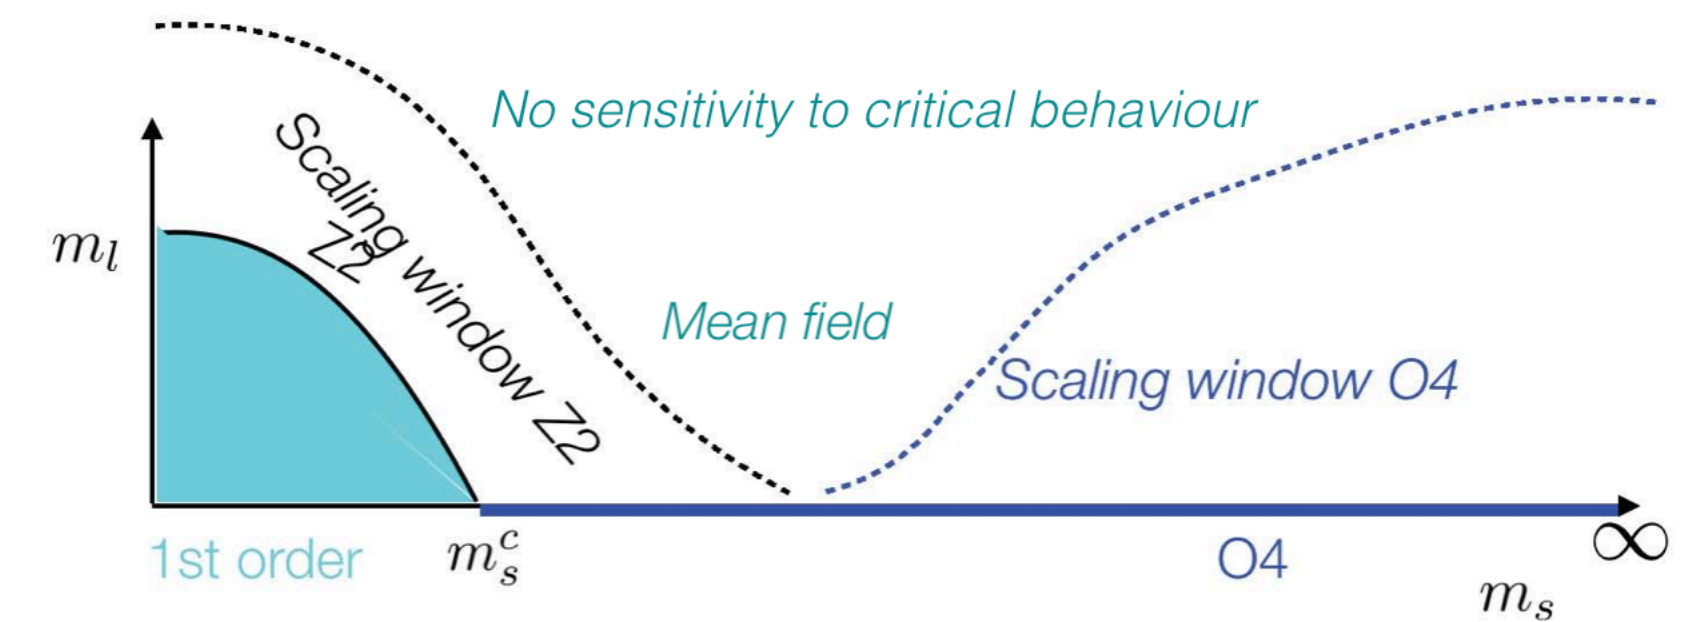 No sensitivity to critical behaviour
Scaling window Z2
Z2
m_l
Mean field
Scaling window O4
1st order
m_s^c
O4
∞
m_s